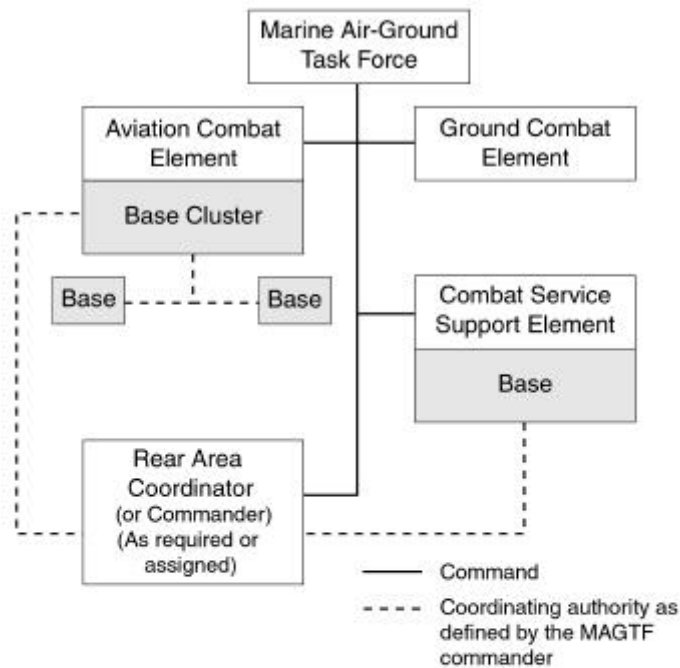 Marine Air-Ground
Task Force
Aviation Combat
Element
Ground Combat
Element
Base Cluster
Base
Base
Combat Service
Support Element
Base
Rear Area
Coordinator
(or Commander)
(As required or
assigned)
Command
Coordinating authority as
defined by the MAGTF
commander